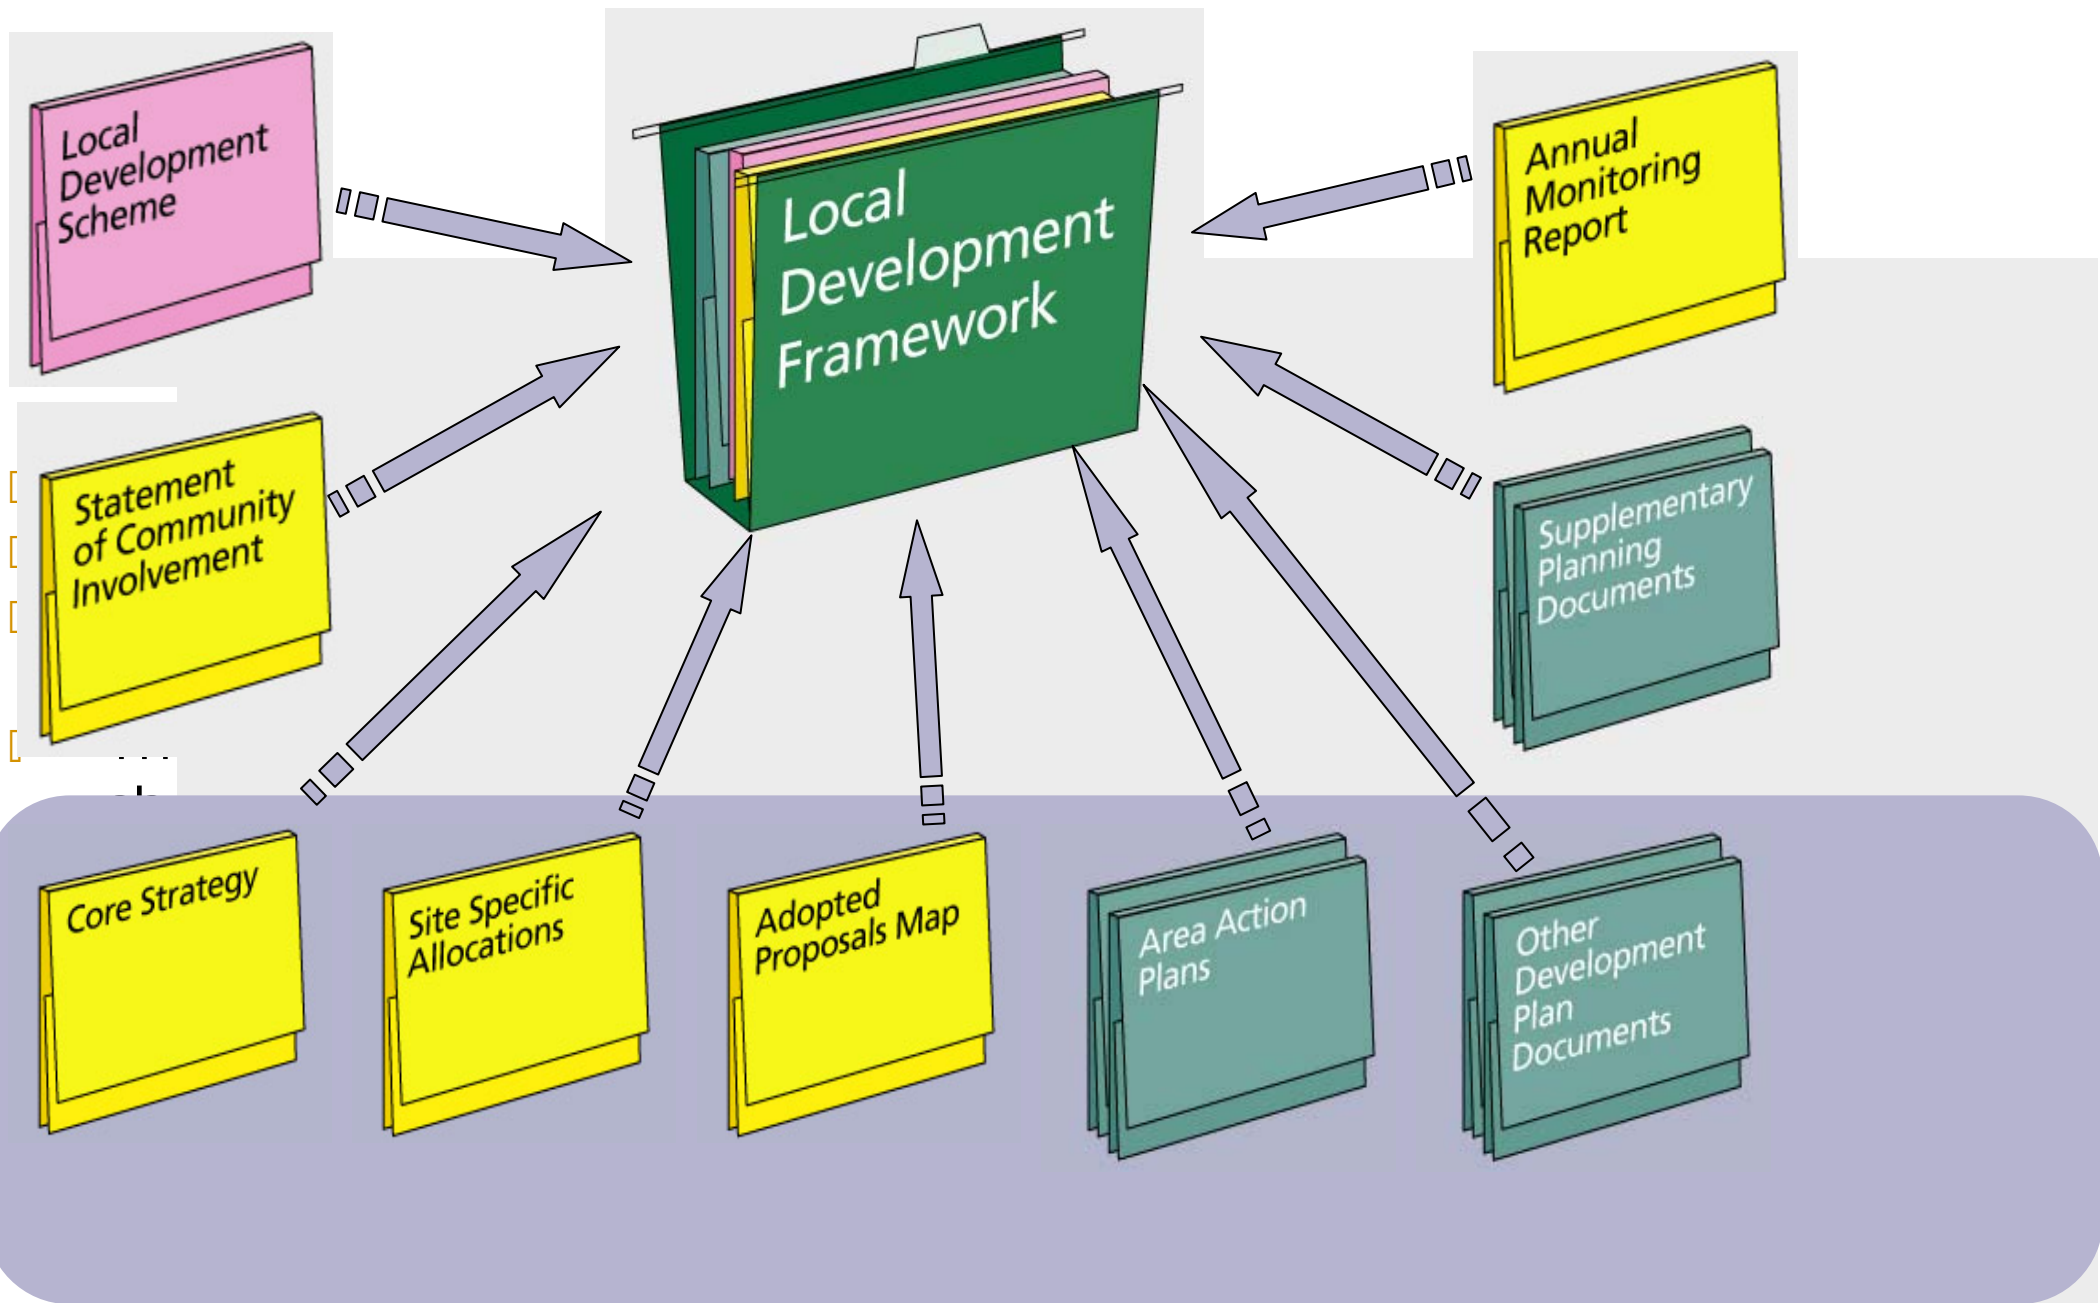 Local
Development
Scheme
Local
Development
Framework
Annual
Monitoring
Report
Statement
of Community
Involvement
Supplementary
Planning
Documents
Core Strategy
Site Specific
Allocations
Adopted
Proposals Map
Area Action
Plans
Other
Development
Plan
Documents